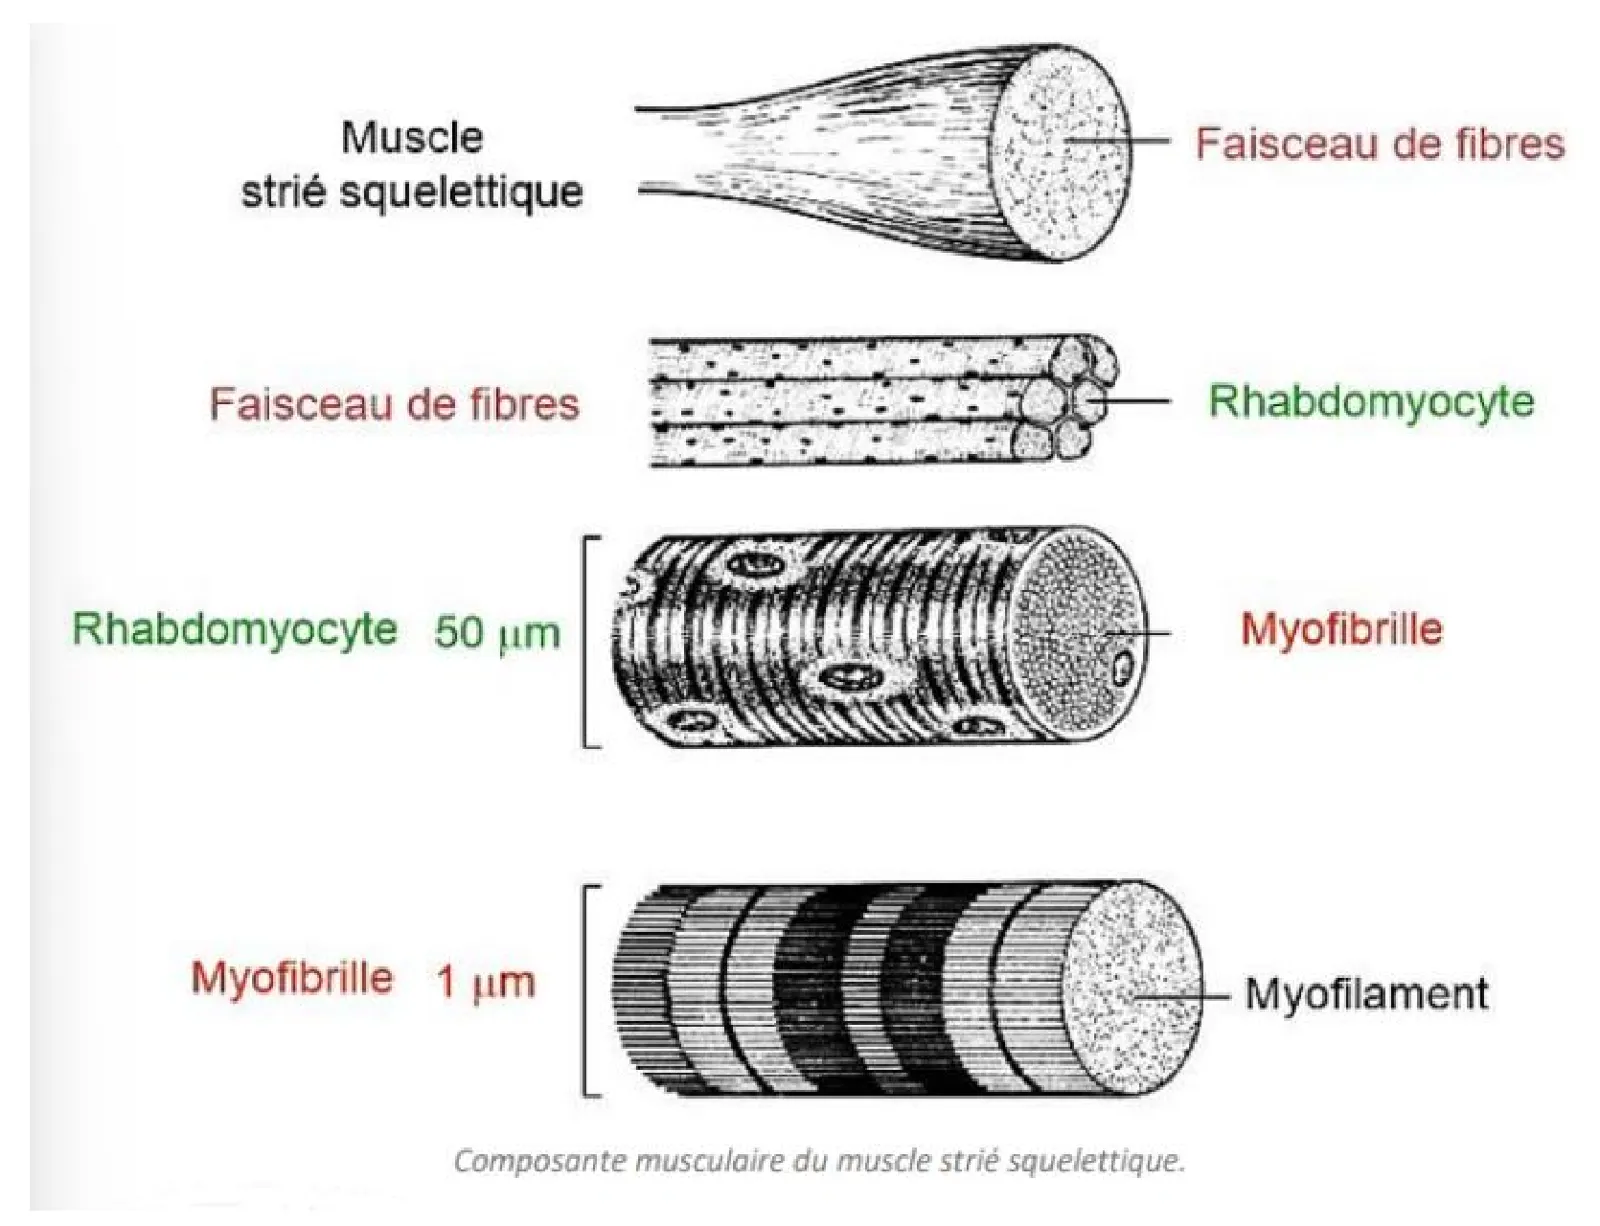 Muscle
strié squelettique
Faisceau de fibres
Faisceau de fibres
Rhabdomyocyte
Rhabdomyocyte 50 µm
Myofibrille
Myofibrille 1 µm
Myofilament
Composante musculaire du muscle strié squelettique.